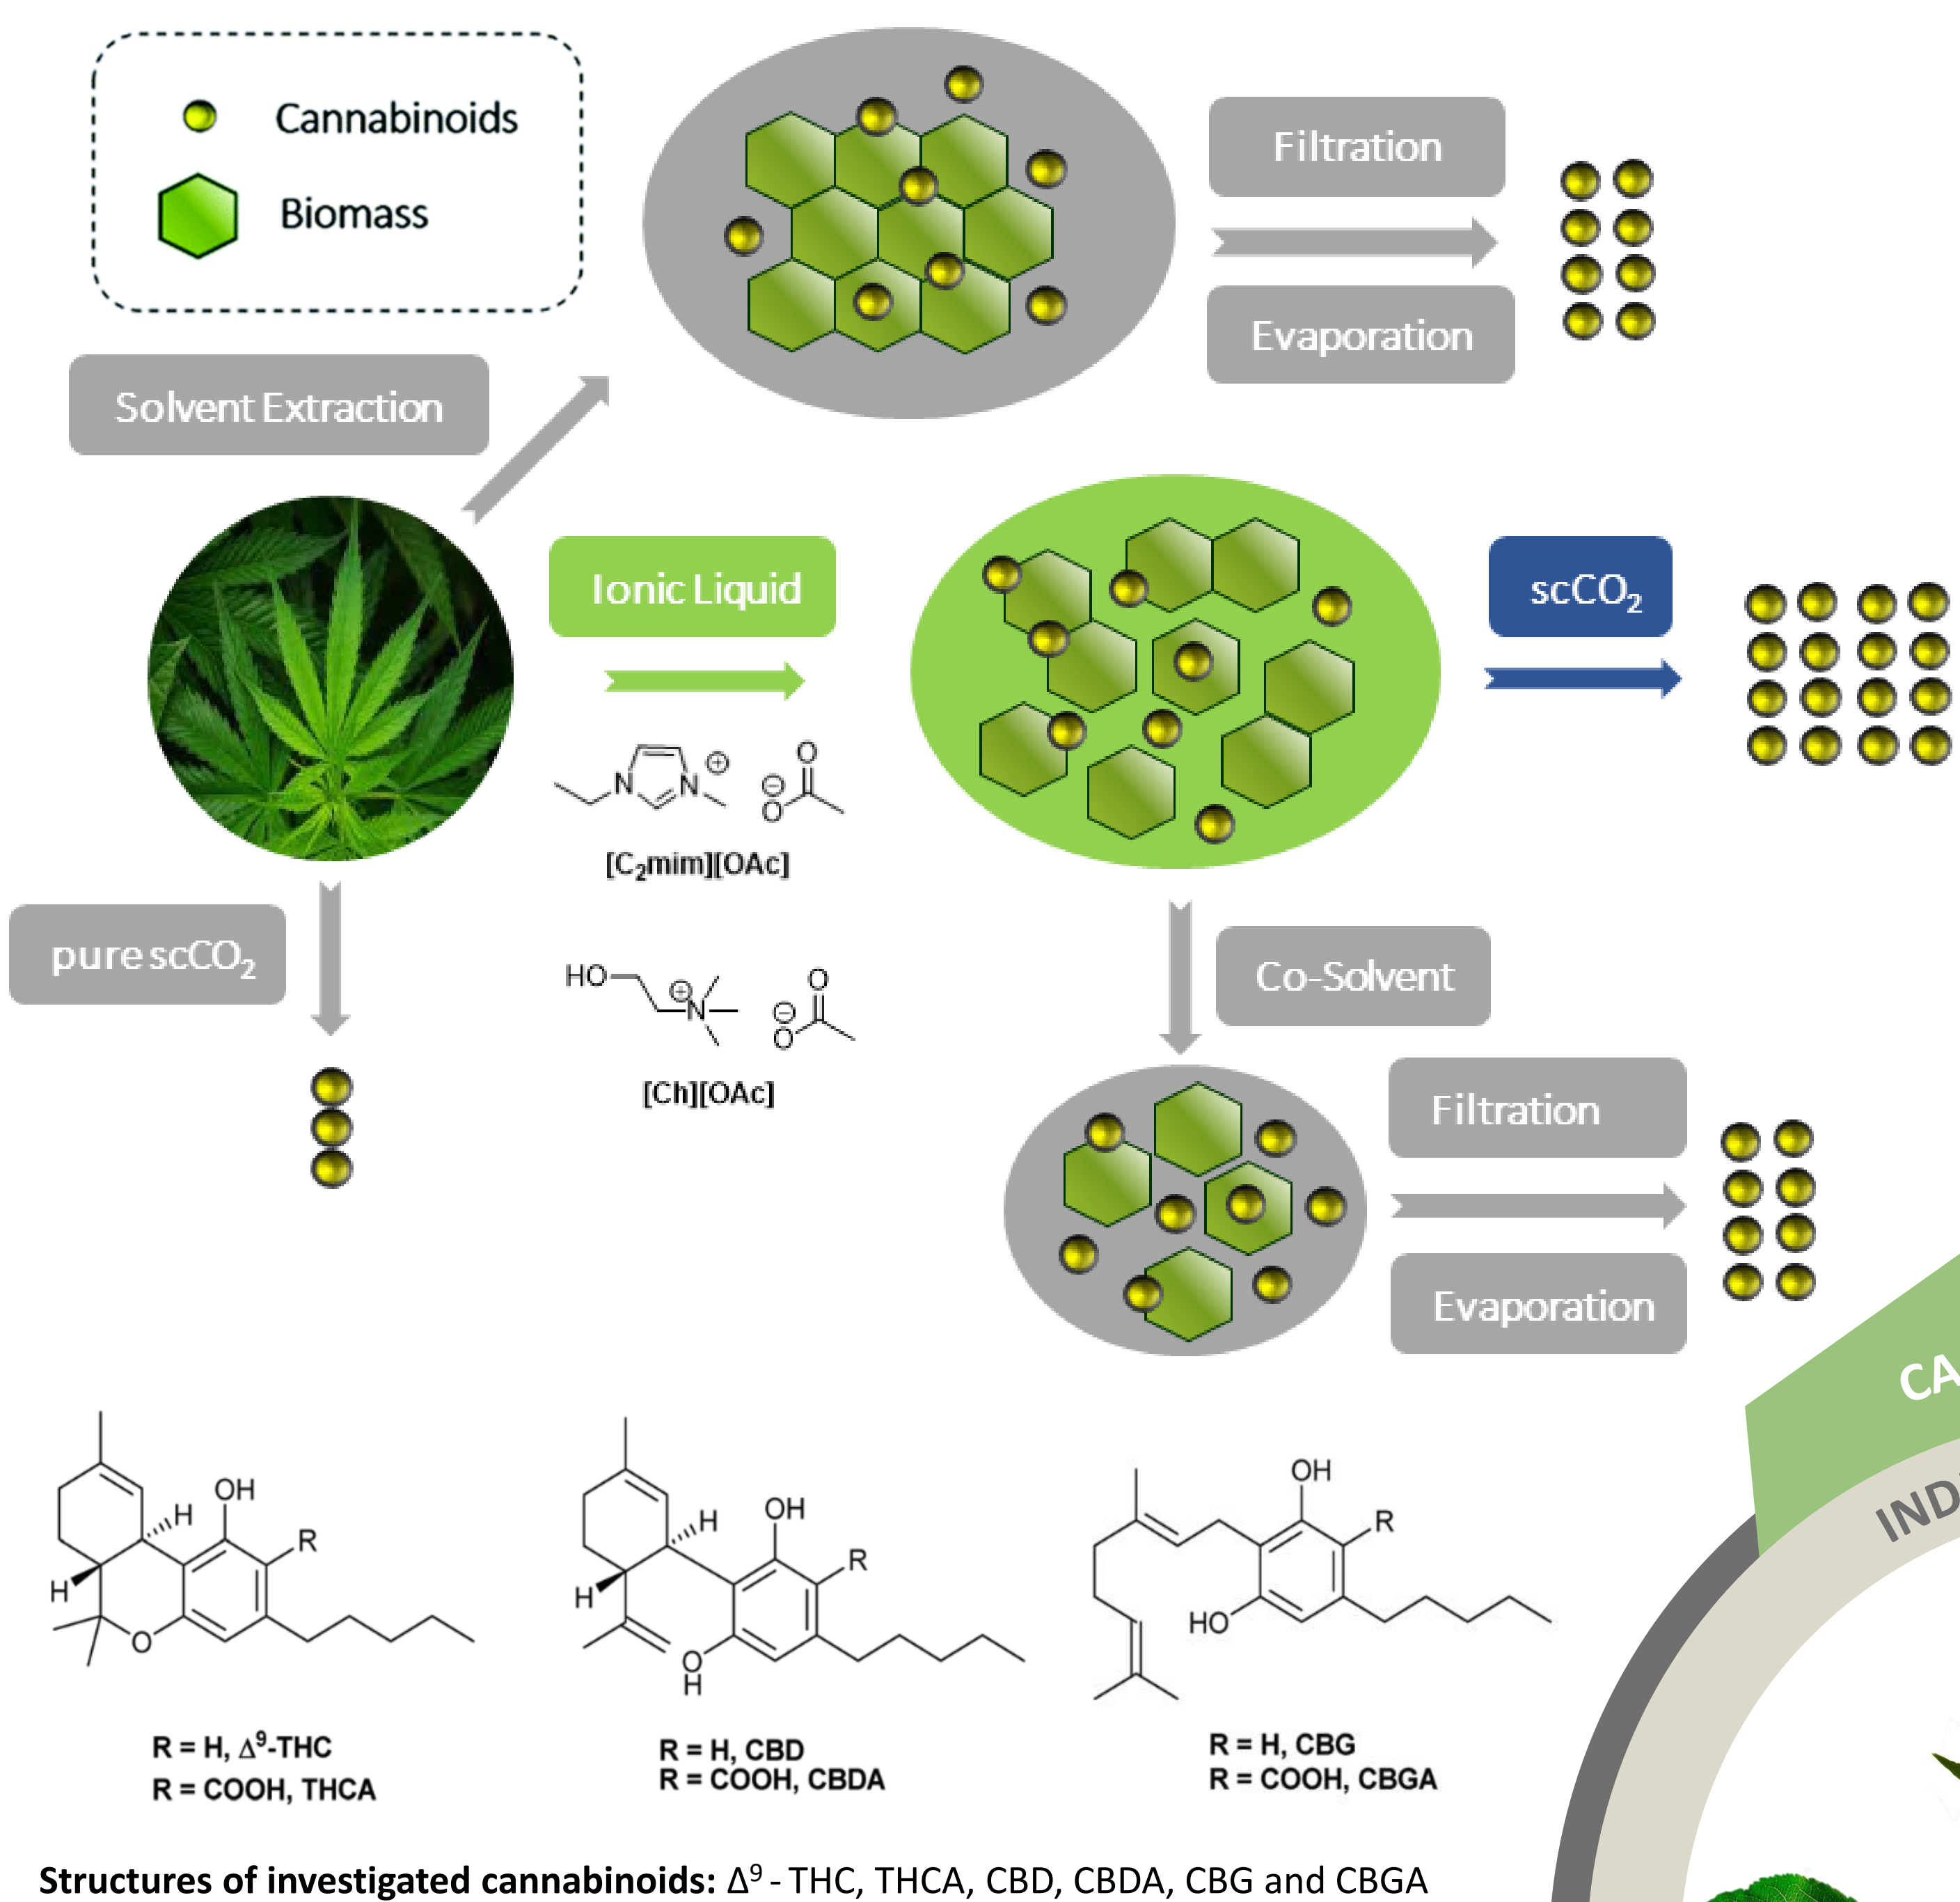 Cannabinoids
Biomass
Filtration
Evaporation
Solvent Extraction
Ionic Liquid
scCO₂
N
N
⊕
⊖
O
O
[C₂mim][OAc]
pure scCO₂
HO
⊕
N
⊖
O
O
[Ch][OAc]
Co-Solvent
Filtration
Evaporation
CA
IND
OH
H
R
H
O
OH
H
R
H
O
H
OH
R
HO
R = H, Δ⁹-THC
R = COOH, THCA
R = H, CBD
R = COOH, CBDA
R = H, CBG
R = COOH, CBGA
Structures of investigated cannabinoids: Δ⁹ - THC, THCA, CBD, CBDA, CBG and CBGA